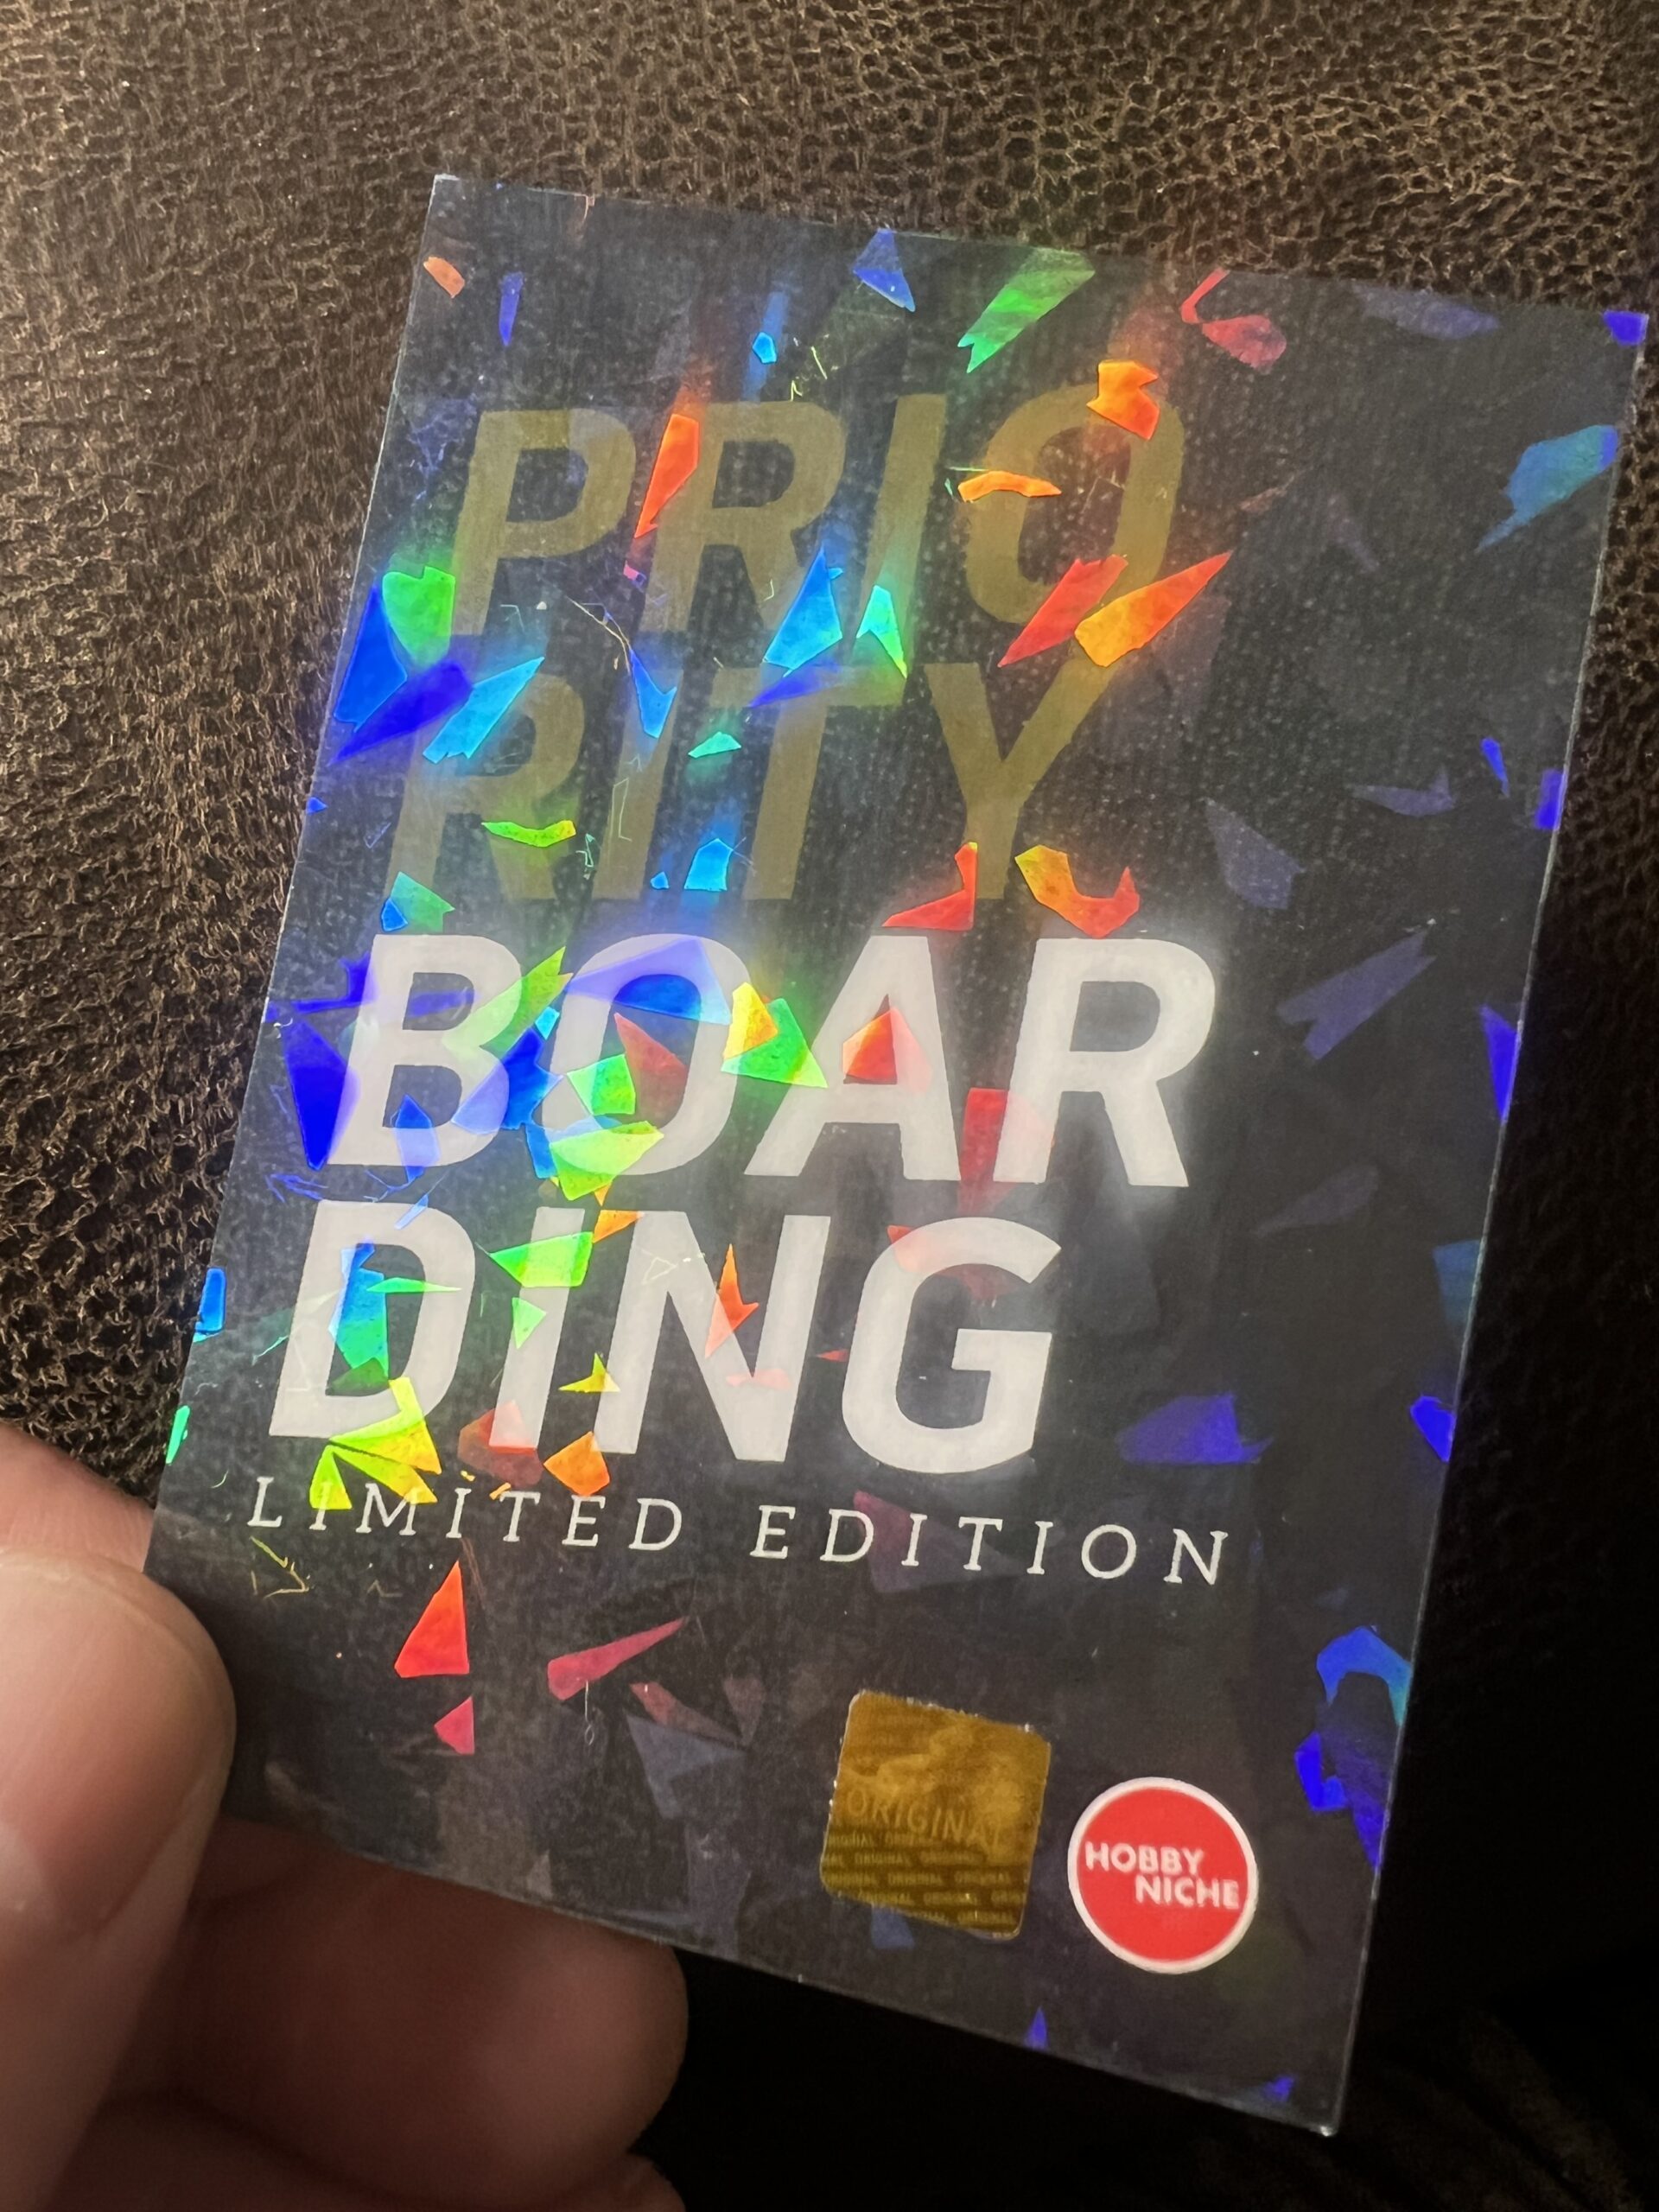 PRIO
RITY
BOAR
DING
LIMITED EDITION
ORIGINAL
HOBBY
NICHE